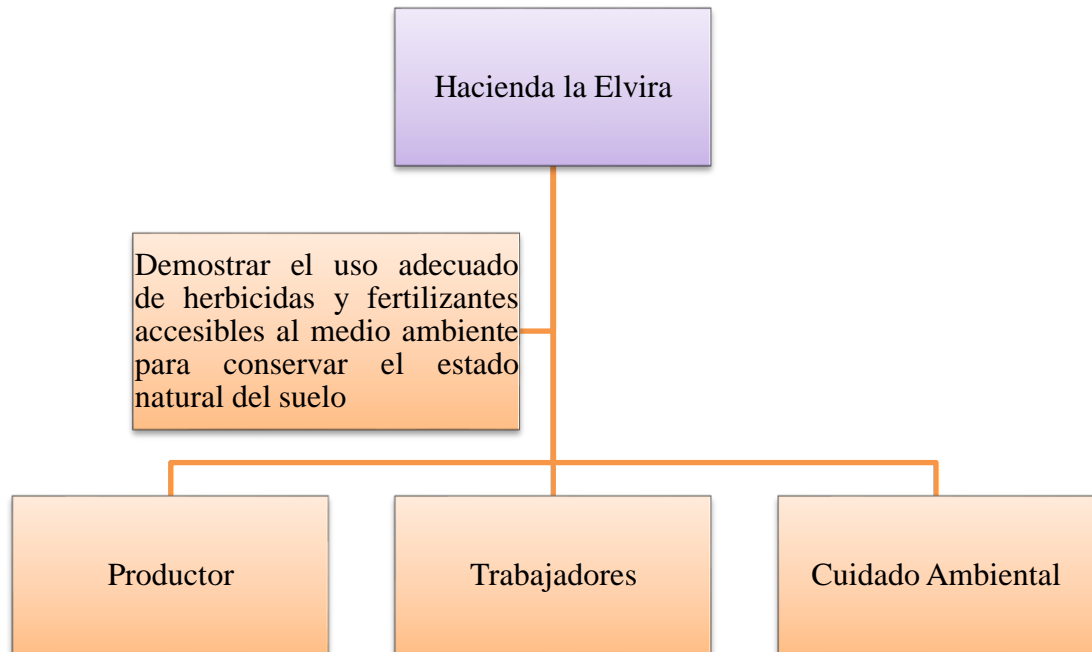 Hacienda la Elvira
Demostrar el uso adecuado
de herbicidas y fertilizantes
accesibles al medio ambiente
para conservar el estado
natural del suelo
Productor
Trabajadores
Cuidado Ambiental